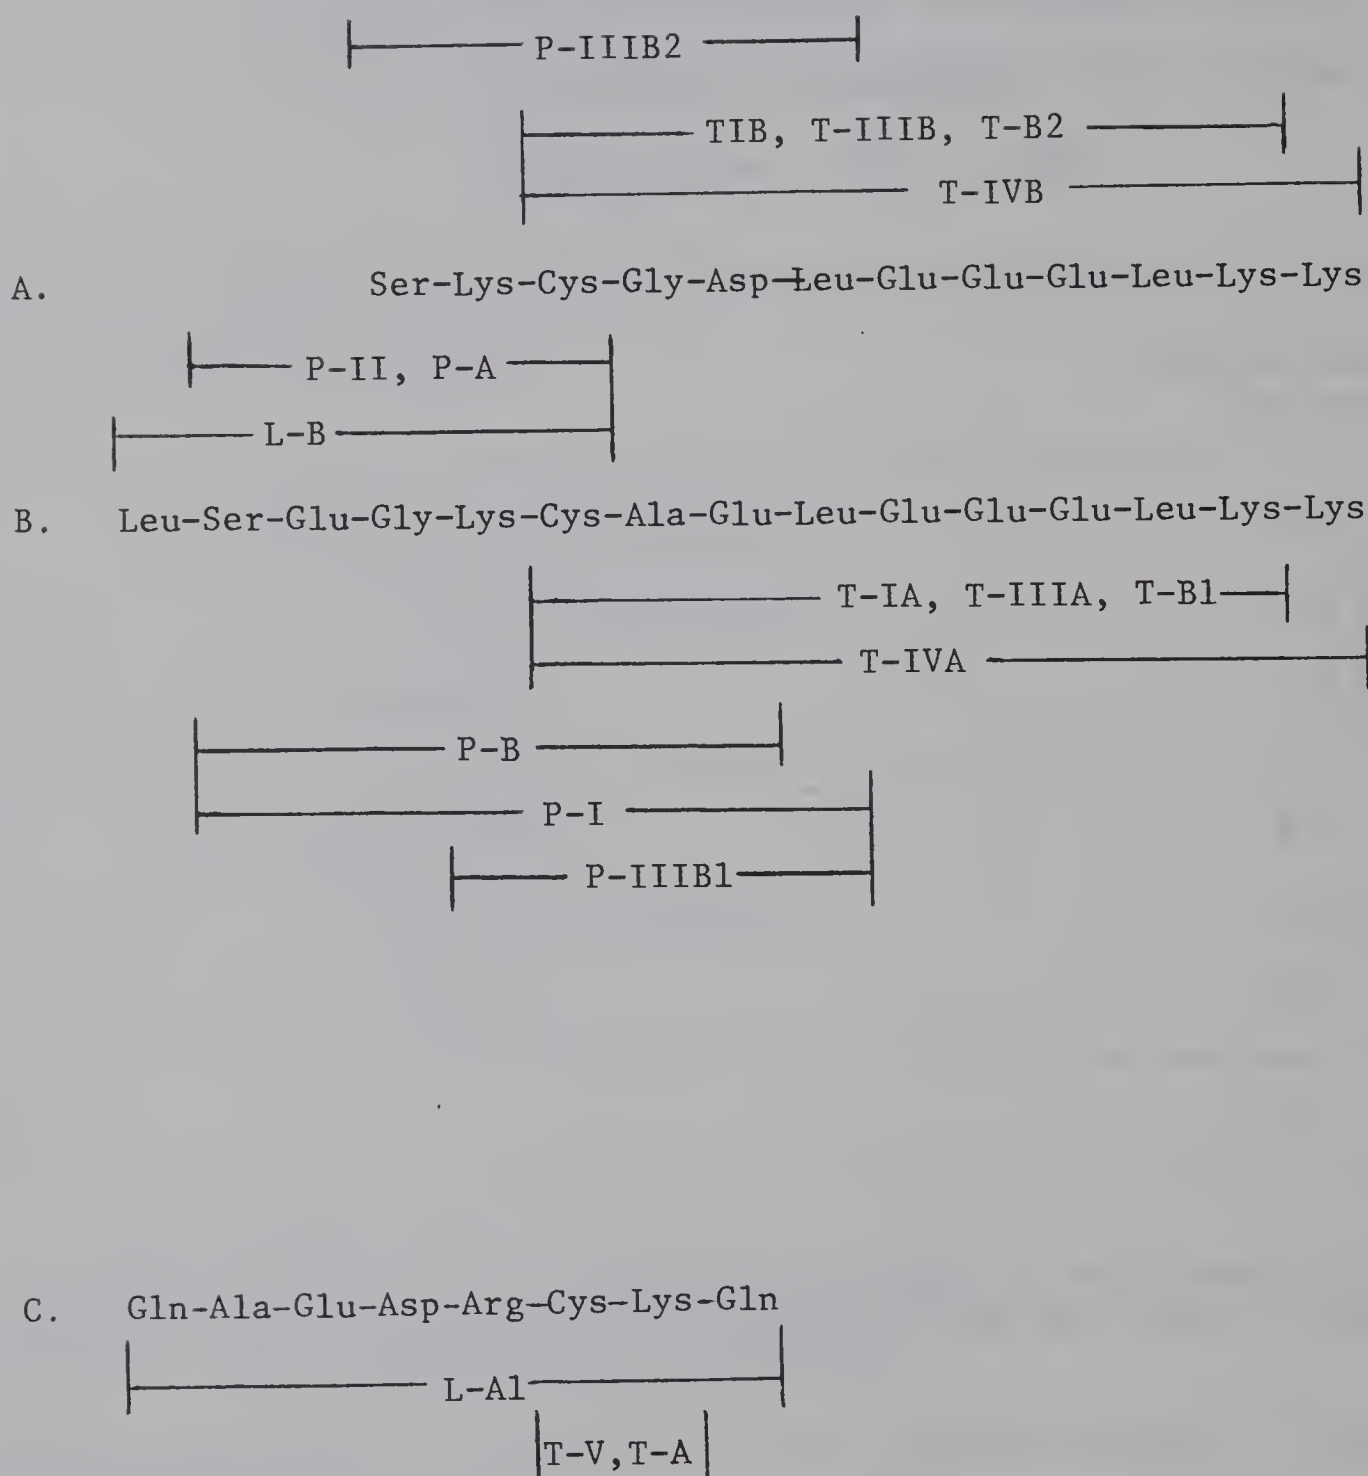 P-IIIB2
TIB, T-IIIB, T-B2
T-IVB
A. Ser-Lys-Cys-Gly-Asp-Leu-Glu-Glu-Glu-Leu-Lys-Lys
P-II, P-A
L-B
B. Leu-Ser-Glu-Gly-Lys-Cys-Ala-Glu-Leu-Glu-Glu-Glu-Leu-Lys-Lys
T-IA, T-IIIA, T-B1
T-IVA
P-B
P-I
P-IIIB1
C. Gln-Ala-Glu-Asp-Arg-Cys-Lys-Gln
L-A1
T-V,T-A